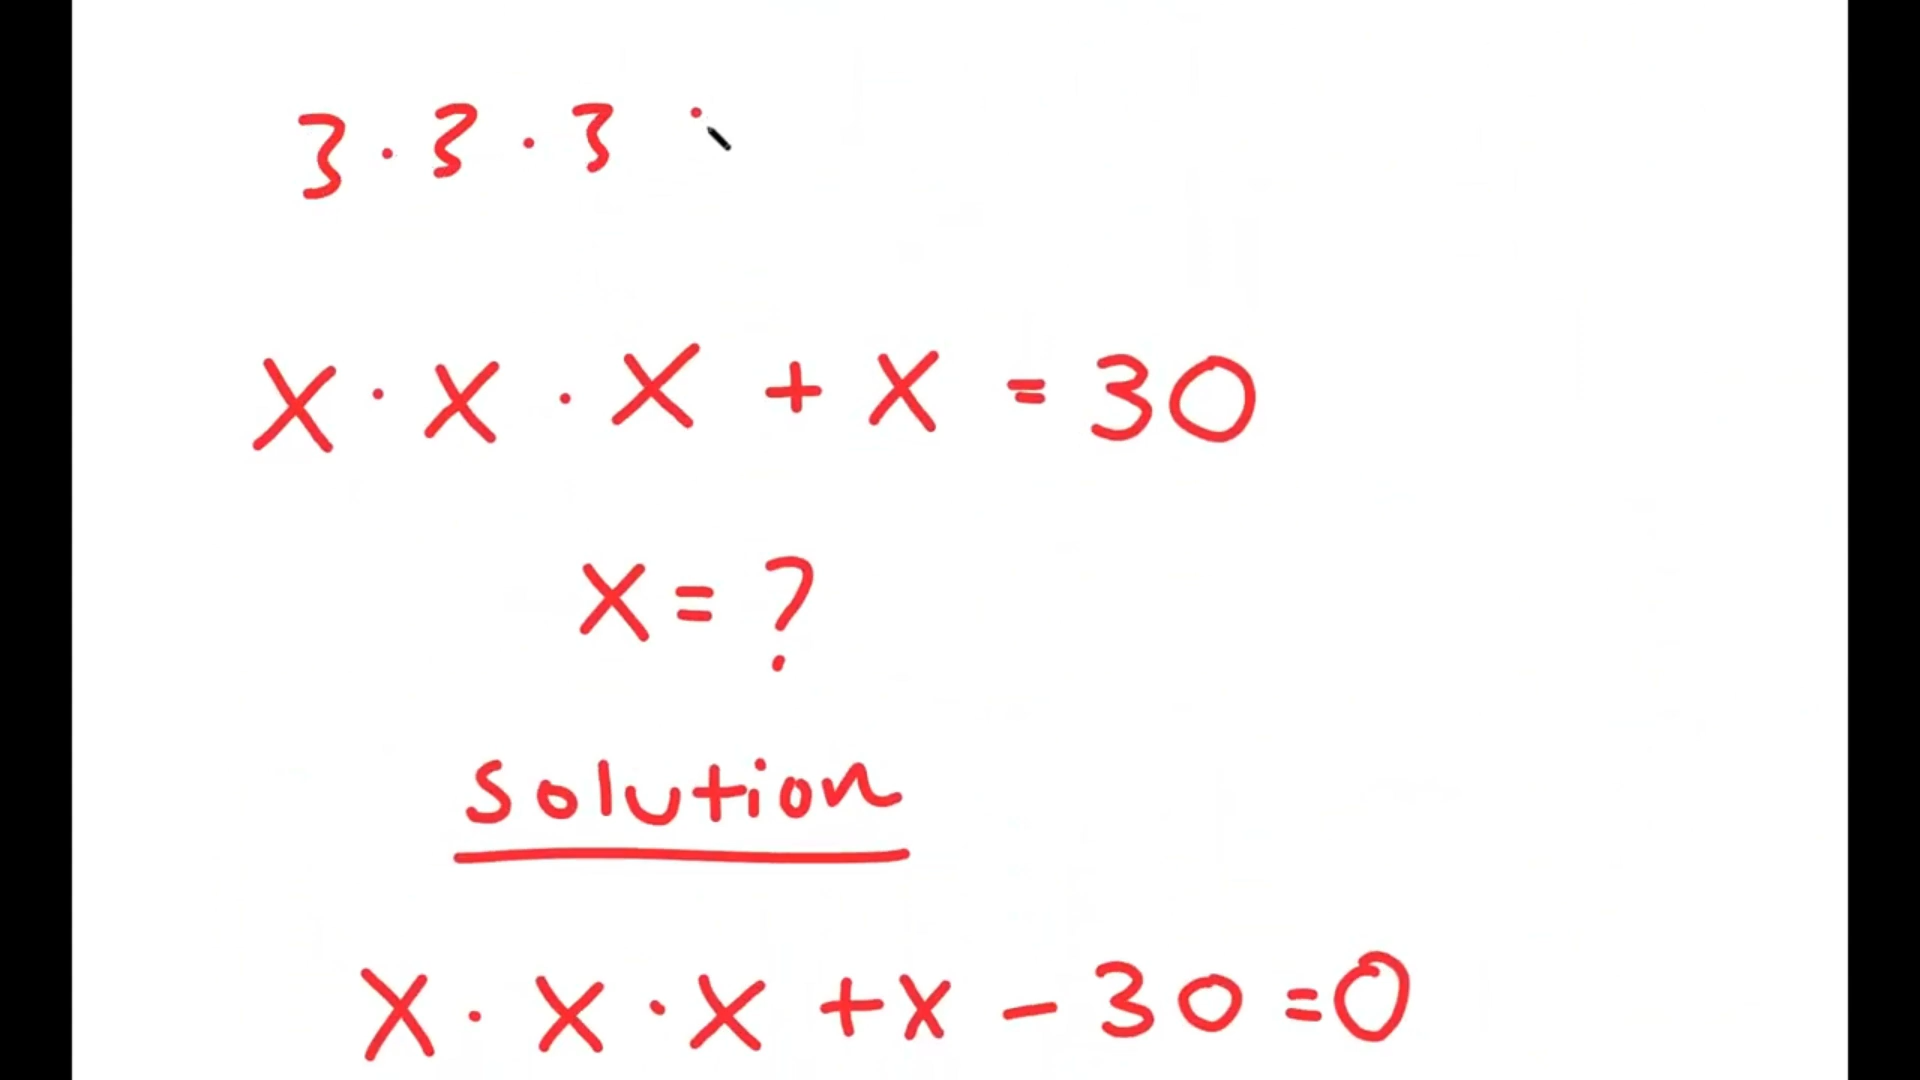 3 · 3 · 3 ·
x · x · x + x = 30
x = ?
solution
x · x · x + x - 30 = 0